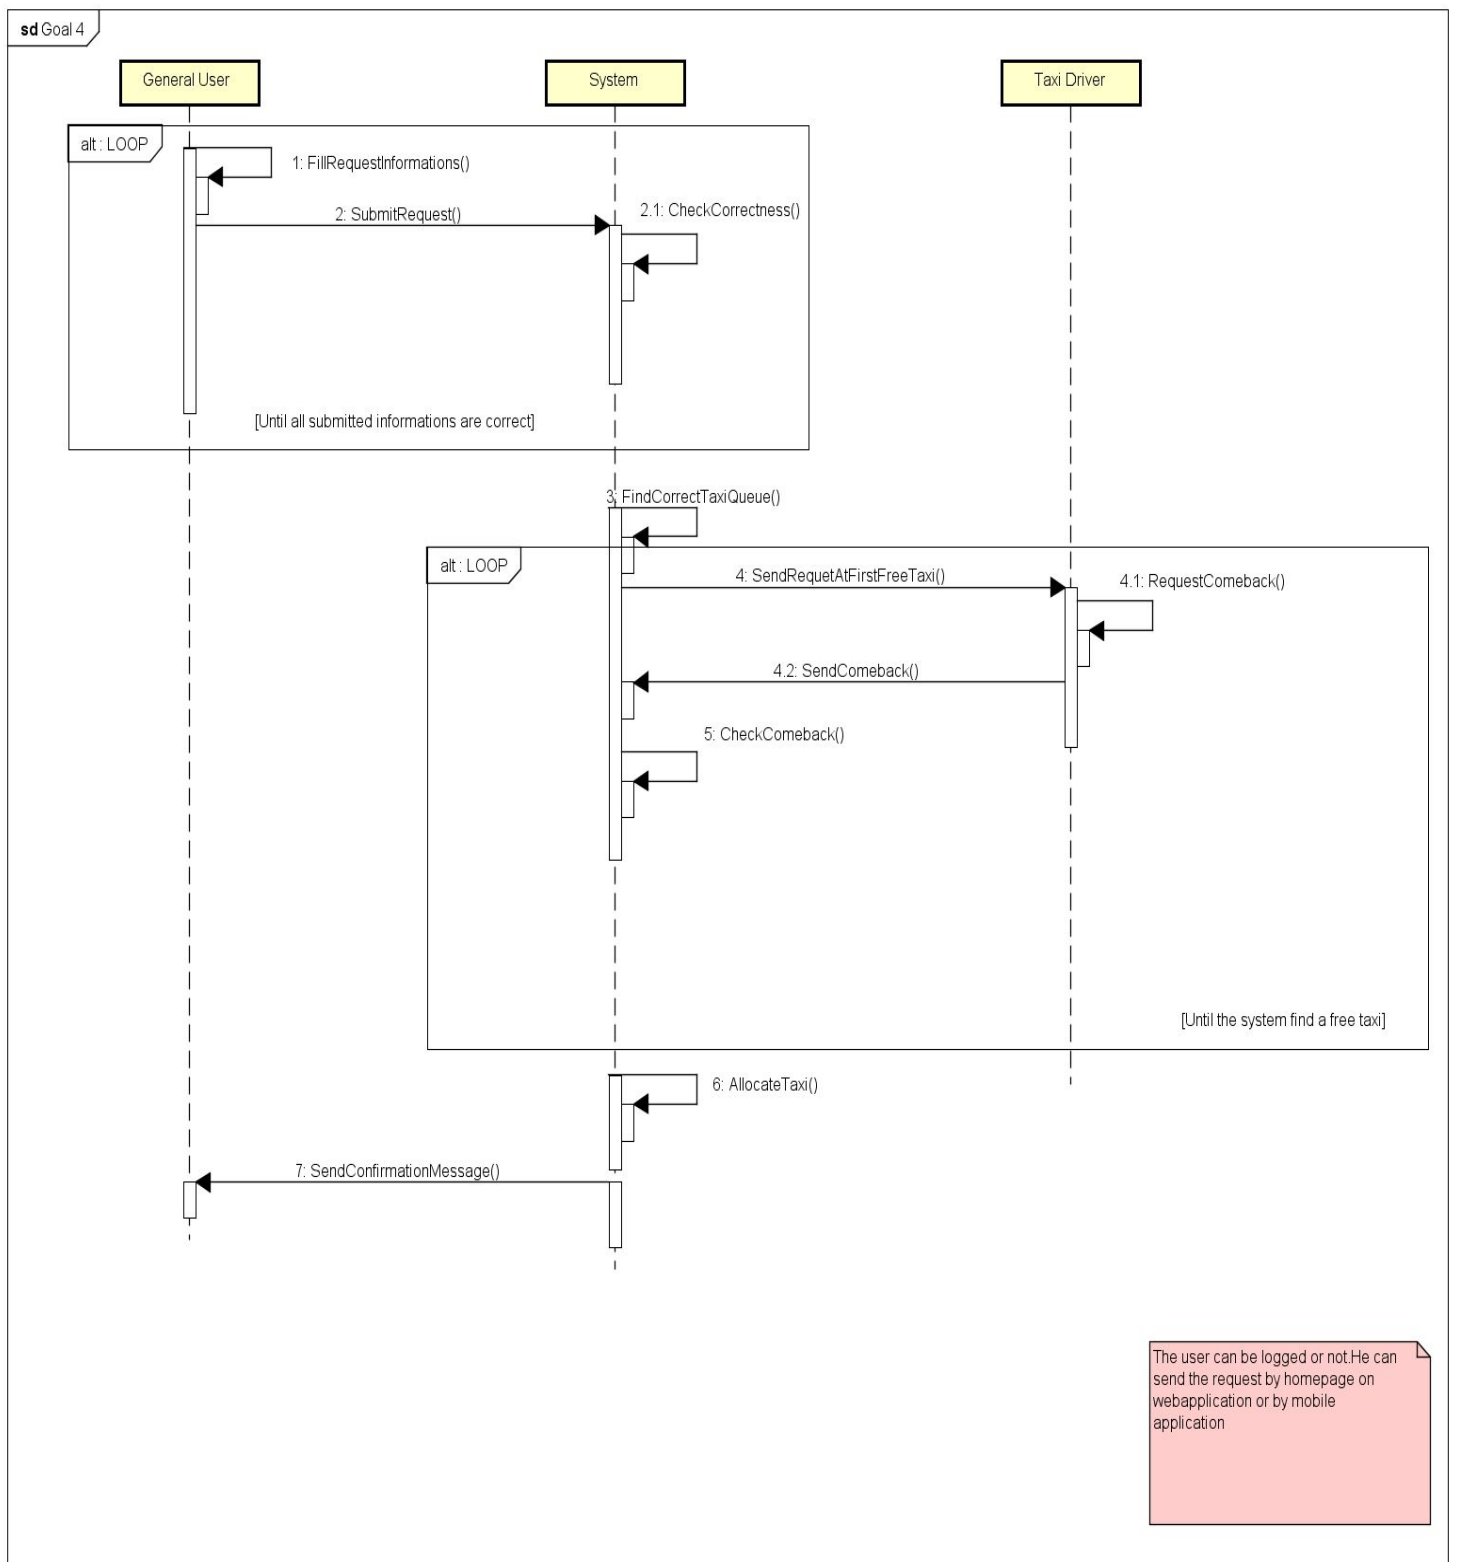 sd Goal 4
General User
System
Taxi Driver
alt : LOOP
1: FillRequestInformations()
2: SubmitRequest()
2.1: CheckCorrectness()
[Until all submitted informations are correct]
3: FindCorrectTaxiQueue()
alt : LOOP
4: SendRequetAtFirstFreeTaxi()
4.1: RequestComeback()
4.2: SendComeback()
5: CheckComeback()
[Until the system find a free taxi]
6: AllocateTaxi()
7: SendConfirmationMessage()
The user can be logged or not.He can
send the request by homepage on
webapplication or by mobile
application